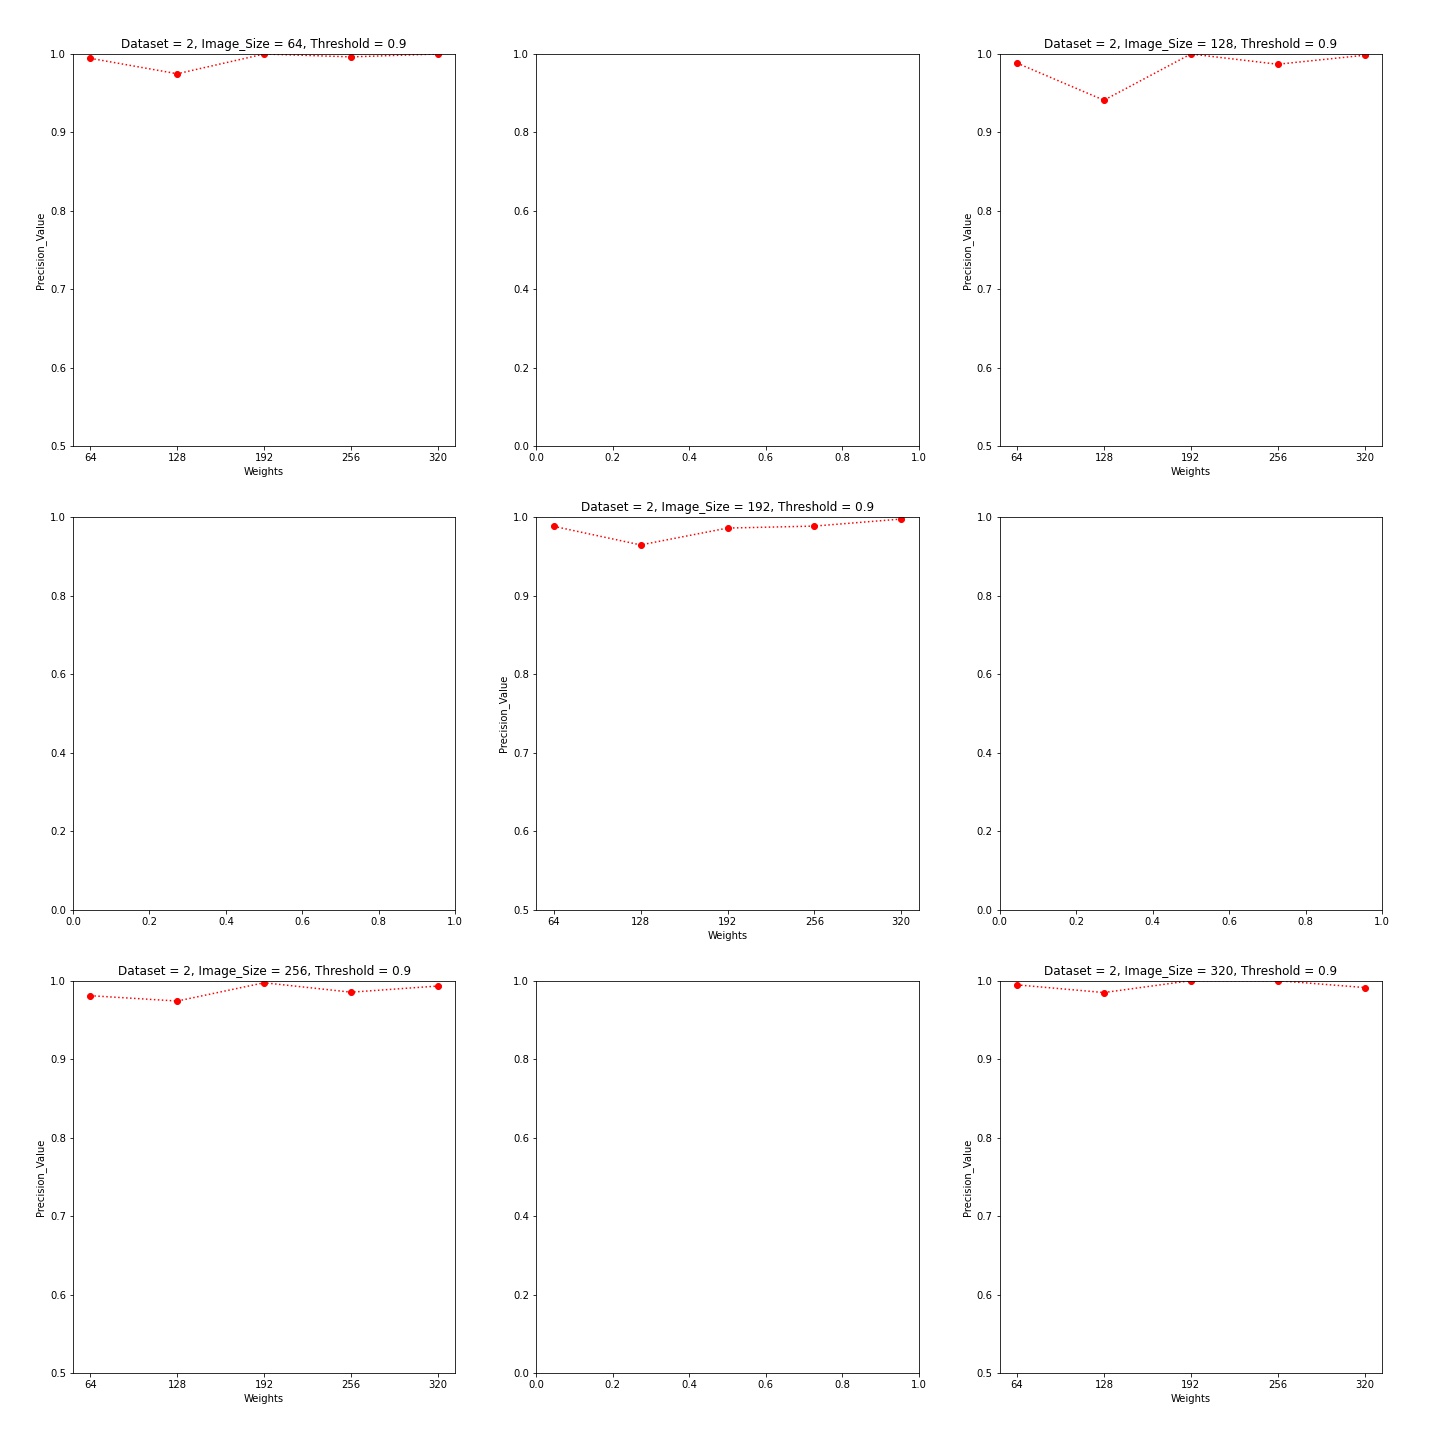 Dataset = 2, Image_Size = 64, Threshold = 0.9
1.0
0.9
0.8
0.7
0.6
0.5
Precision_Value
64 128 192 256 320
Weights
1.0
0.8
0.6
0.4
0.2
0.0
0.0 0.2 0.4 0.6 0.8 1.0
Dataset = 2, Image_Size = 128, Threshold = 0.9
1.0
0.9
0.8
0.7
0.6
0.5
Precision_Value
64 128 192 256 320
Weights
1.0
0.8
0.6
0.4
0.2
0.0
0.0 0.2 0.4 0.6 0.8 1.0
Dataset = 2, Image_Size = 192, Threshold = 0.9
1.0
0.9
0.8
0.7
0.6
0.5
Precision_Value
64 128 192 256 320
Weights
1.0
0.8
0.6
0.4
0.2
0.0
0.0 0.2 0.4 0.6 0.8 1.0
Dataset = 2, Image_Size = 256, Threshold = 0.9
1.0
0.9
0.8
0.7
0.6
0.5
Precision_Value
64 128 192 256 320
Weights
1.0
0.8
0.6
0.4
0.2
0.0
0.0 0.2 0.4 0.6 0.8 1.0
Dataset = 2, Image_Size = 320, Threshold = 0.9
1.0
0.9
0.8
0.7
0.6
0.5
Precision_Value
64 128 192 256 320
Weights